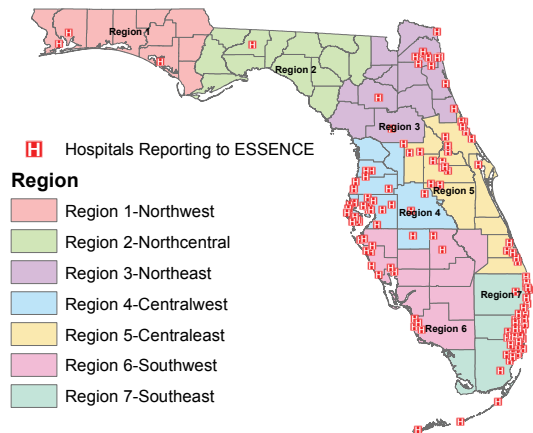 Region 1
Region 2
Region 3
Region 4
Region 5
Region 6
Region 7
H Hospitals Reporting to ESSENCE
Region
Region 1-Northwest
Region 2-Northcentral
Region 3-Northeast
Region 4-Centralwest
Region 5-Centraleast
Region 6-Southwest
Region 7-Southeast